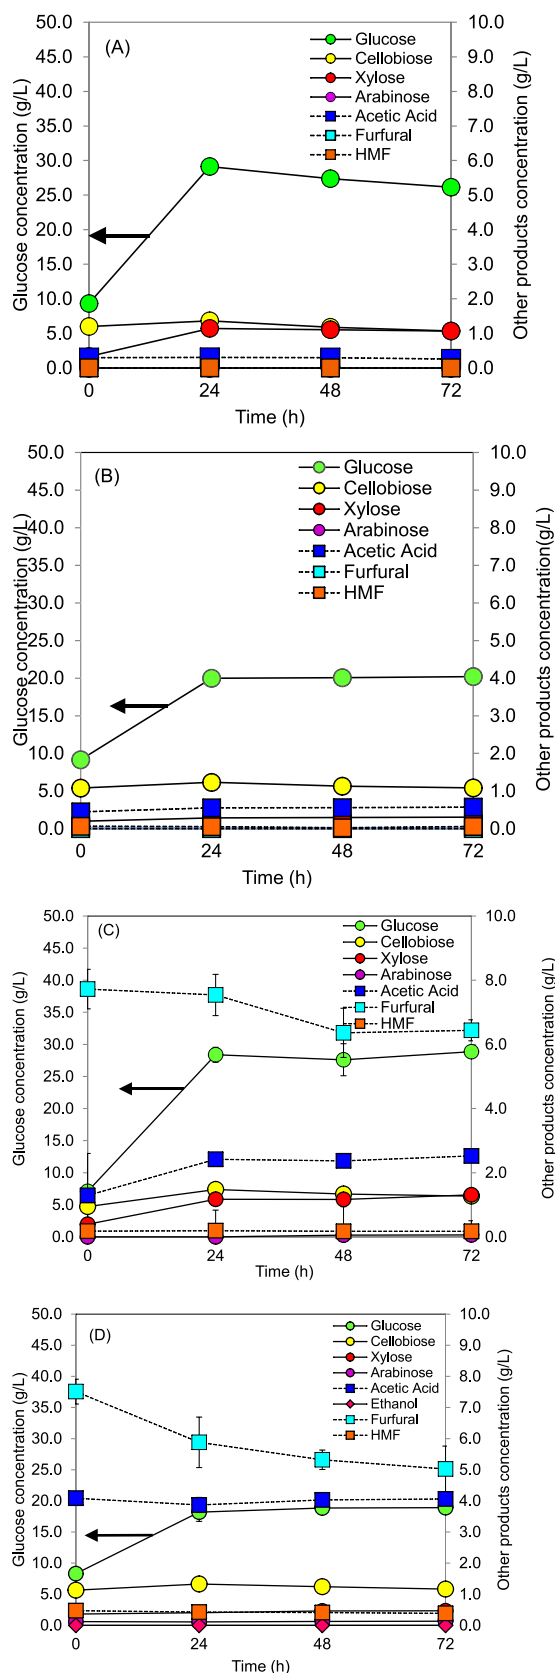 (A)
Glucose
Cellobiose
Xylose
Arabinose
Acetic Acid
Furfural
HMF
50.0
45.0
40.0
35.0
30.0
25.0
20.0
15.0
10.0
5.0
0.0
Glucose concentration (g/L)
10.0
9.0
8.0
7.0
6.0
5.0
4.0
3.0
2.0
1.0
0.0
Other products concentration (g/L)
0
24
48
72
Time (h)
(B)
Glucose
Cellobiose
Xylose
Arabinose
Acetic Acid
Furfural
HMF
50.0
45.0
40.0
35.0
30.0
25.0
20.0
15.0
10.0
5.0
0.0
Glucose concentration (g/L)
10.0
9.0
8.0
7.0
6.0
5.0
4.0
3.0
2.0
1.0
0.0
Other products concentration(g/L)
0
24
48
72
Time (h)
(C)
Glucose
Cellobiose
Xylose
Arabinose
Acetic Acid
Furfural
HMF
50.0
45.0
40.0
35.0
30.0
25.0
20.0
15.0
10.0
5.0
0.0
Glucose concentration (g/L)
10.0
8.0
6.0
4.0
2.0
0.0
Other products concentration (g/L)
0
24
48
72
Time (h)
(D)
Glucose
Cellobiose
Xylose
Arabinose
Acetic Acid
Ethanol
Furfural
HMF
50.0
45.0
40.0
35.0
30.0
25.0
20.0
15.0
10.0
5.0
0.0
Glucose concentration (g/L)
10.0
9.0
8.0
7.0
6.0
5.0
4.0
3.0
2.0
1.0
0.0
Other products concentration (g/L)
0
24
48
72
Time (h)